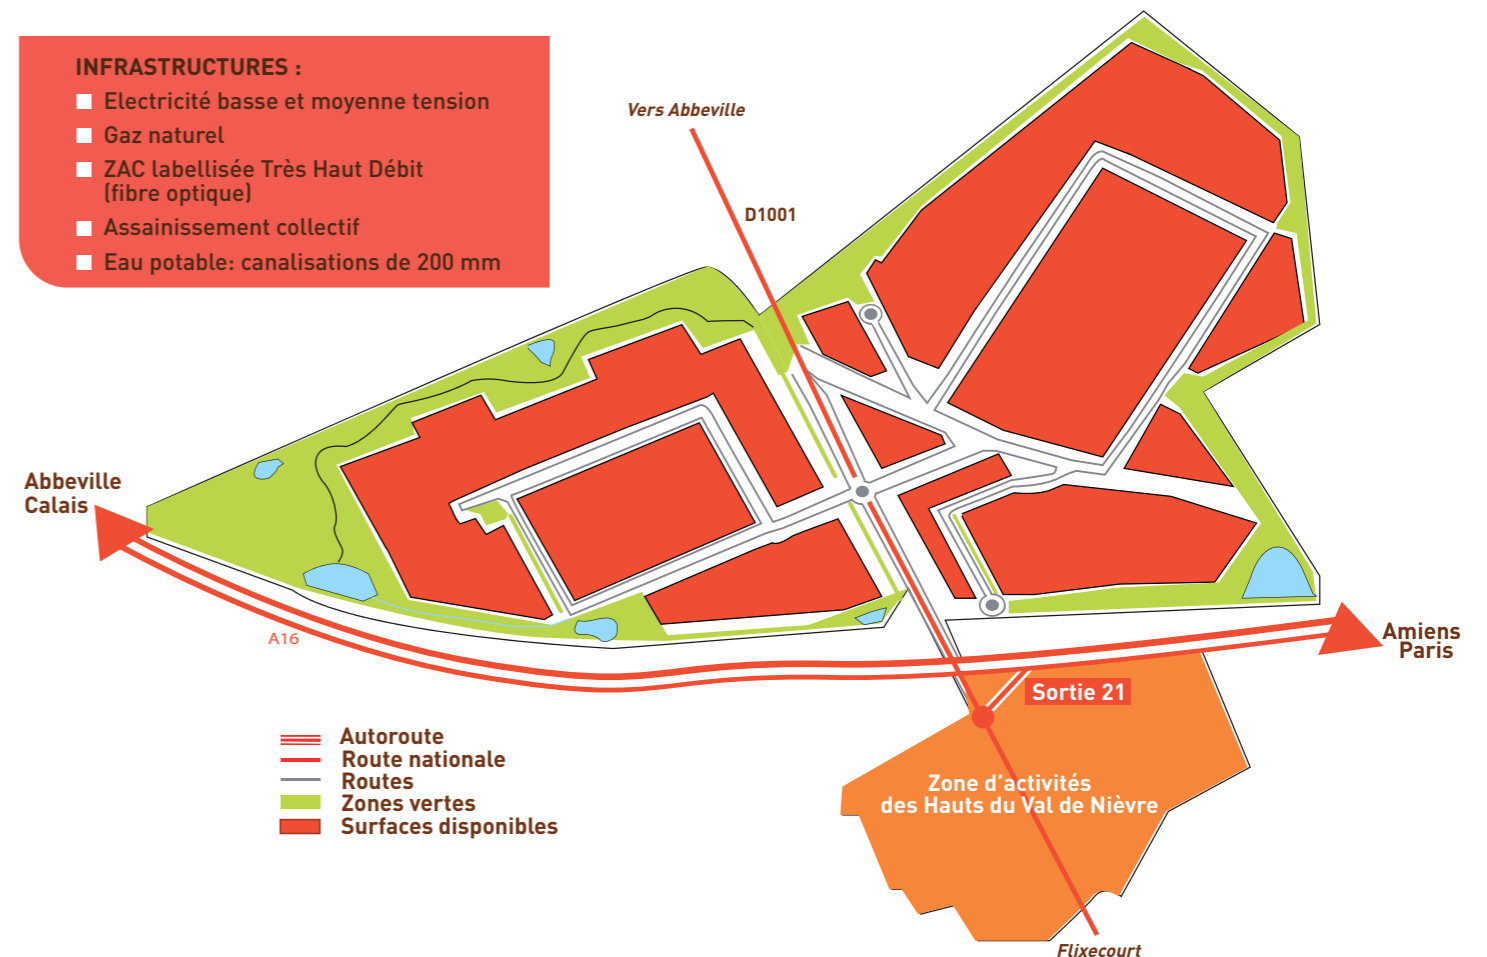 INFRASTRUCTURES :
Electricité basse et moyenne tension
Gaz naturel
ZAC labellisée Très Haut Débit
(fibre optique)
Assainissement collectif
Eau potable: canalisations de 200 mm
Vers Abbeville
D1001
Abbeville
Calais
A16
Amiens
Paris
Sortie 21
Autoroute
Route nationale
Routes
Zones vertes
Surfaces disponibles
Zone d'activités
des Hauts du Val de Nièvre
Flixecourt